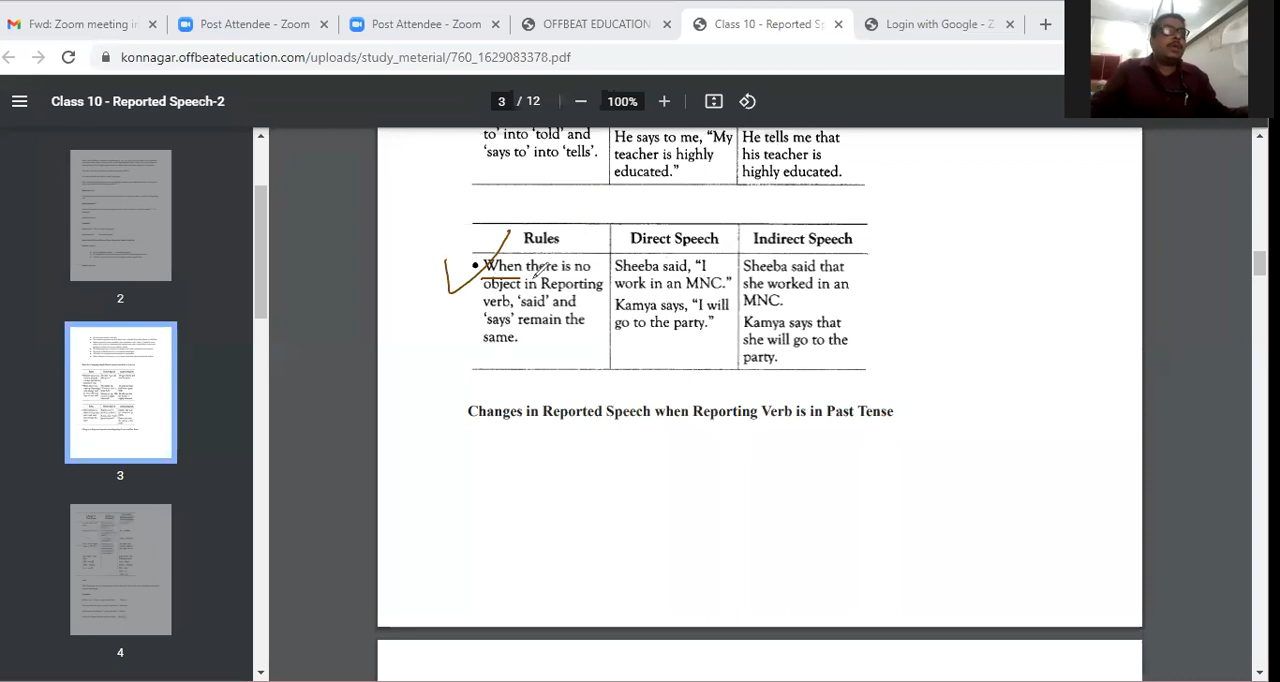 Fwd: Zoom meeting in
Post Attendee - Zoom
Post Attendee - Zoom
OFFBEAT EDUCATION
Class 10 - Reported Sp
Login with Google - Z
konnagar.offbeateducation.com/uploads/study_meterial/760_1629083378.pdf
Class 10 - Reported Speech-2
3 / 12
100%
2
3
4
to' into 'told' and
'says to' into 'tells'.
He says to me, "My
teacher is highly
educated."
He tells me that
his teacher is
highly educated.
Rules
Direct Speech
Indirect Speech
• When there is no
object in Reporting
verb, 'said' and
'says' remain the
same.
Sheeba said, "I
work in an MNC."
Kamya says, "I will
go to the party."
Sheeba said that
she worked in an
MNC.
Kamya says that
she will go to the
party.
Changes in Reported Speech when Reporting Verb is in Past Tense